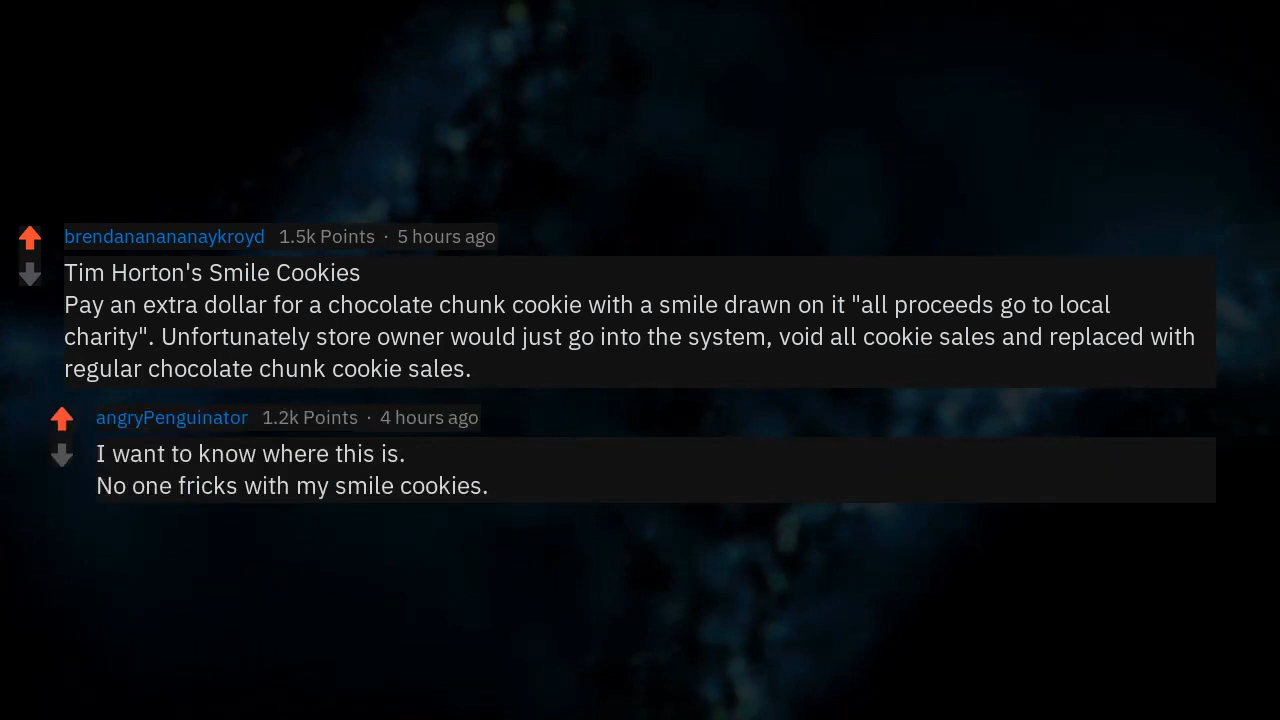 brendananananaykroyd 1.5k Points · 5 hours ago
Tim Horton's Smile Cookies
Pay an extra dollar for a chocolate chunk cookie with a smile drawn on it "all proceeds go to local
charity". Unfortunately store owner would just go into the system, void all cookie sales and replaced with
regular chocolate chunk cookie sales.
angryPenguinator 1.2k Points · 4 hours ago
I want to know where this is.
No one fricks with my smile cookies.